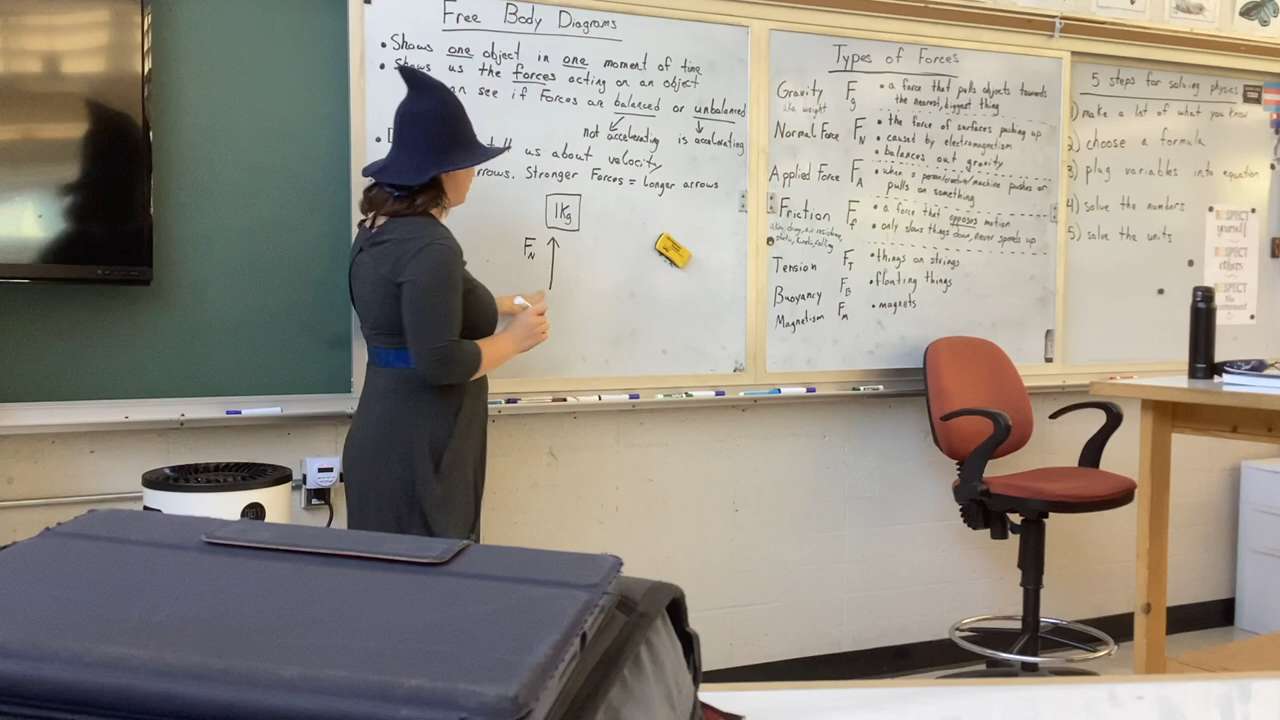 Free Body Diagrams
• Shows one object in one moment of time
• Shows us the forces acting on an object
can see if Forces are balanced or unbalanced
not accelerating is accelerating
us about velocity
arrows. Stronger Forces = longer arrows
1Kg
FN
Types of Forces
Gravity Fg • a force that pulls objects towards
a.k.a weight the nearest, biggest thing
Normal Force FN • the force of surfaces pushing up
• caused by electromagnetism
• balances out gravity
Applied Force FA • when a person/creature/machine pushes or
pulls on something
Friction Ff • a force that opposes motion
• only slows things down, never speeds up
Tension FT • things on strings
Buoyancy FB • floating things
Magnetism Fm • magnets
5 steps for solving physics
1) make a list of what you know
2) choose a formula
3) plug variables into equation
4) solve the numbers
5) solve the units
RESPECT
yourself
RESPECT
others
RESPECT
the